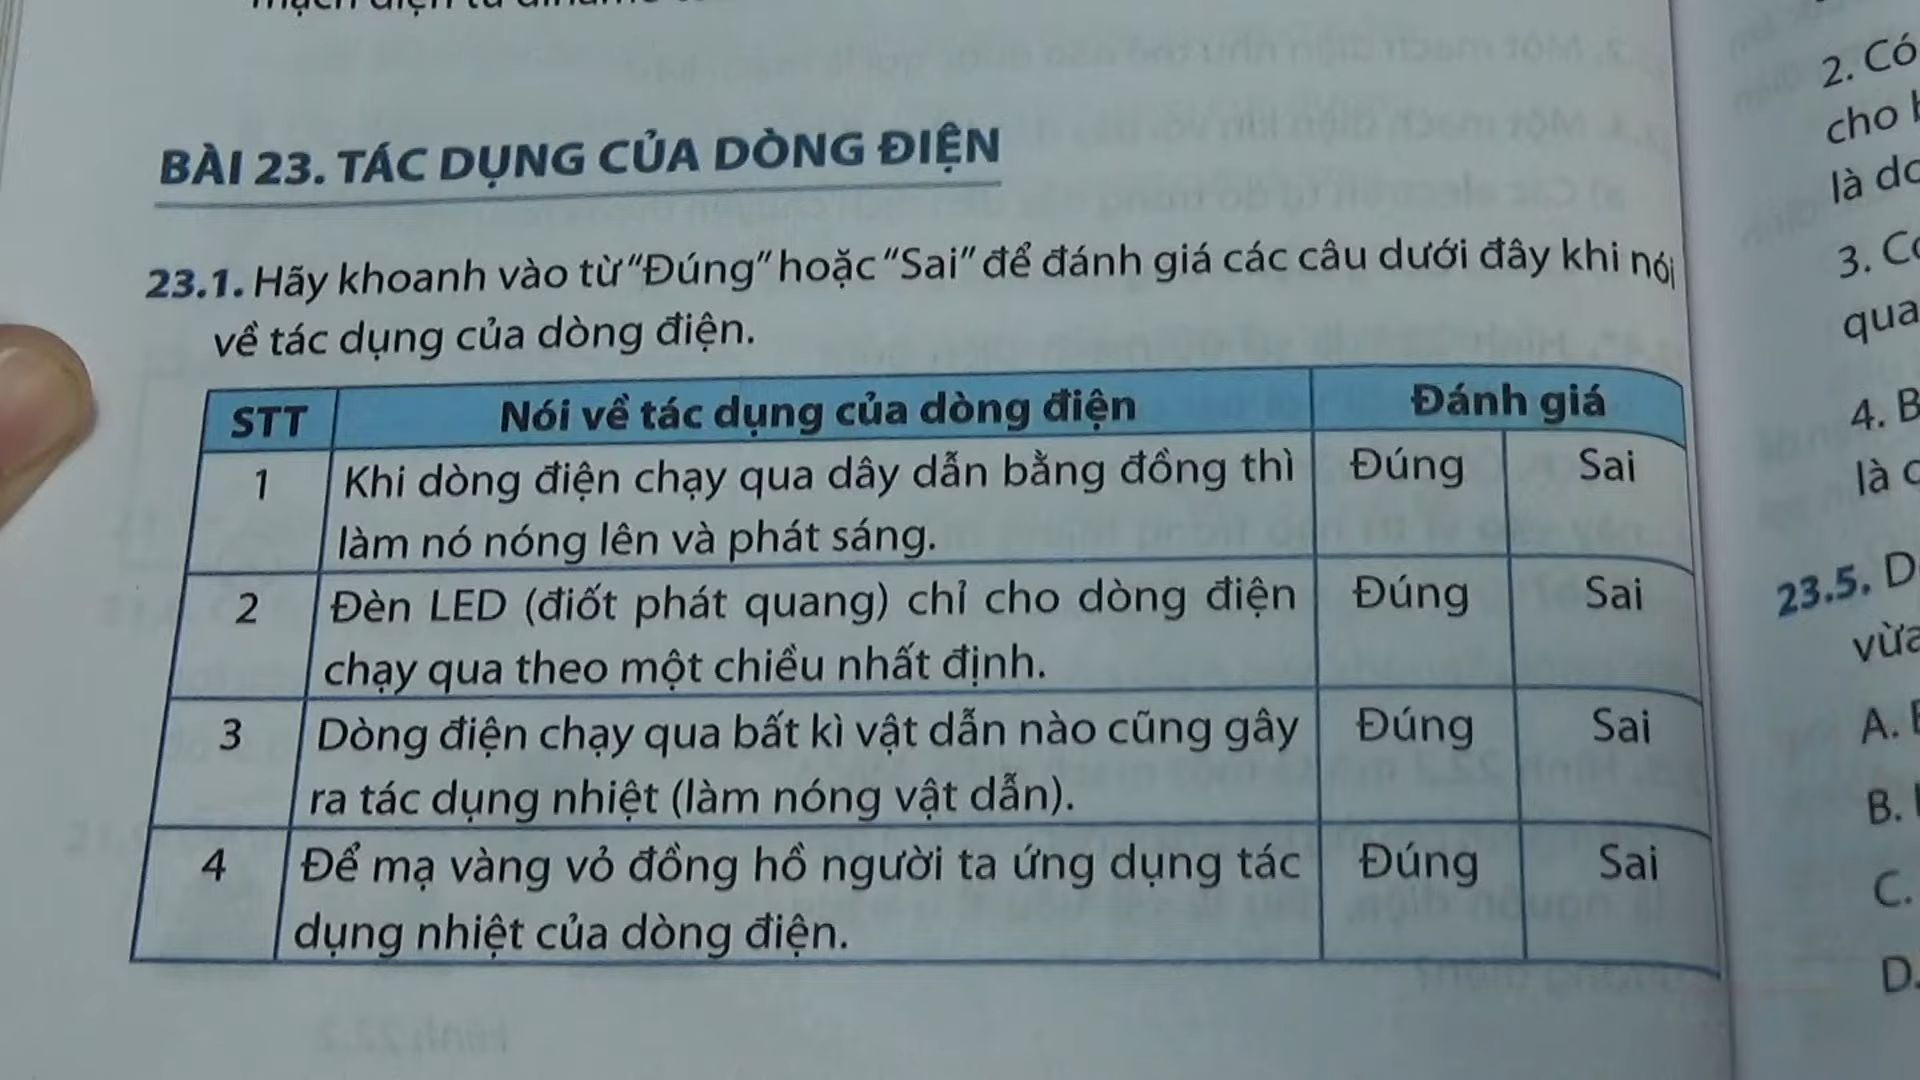 BÀI 23. TÁC DỤNG CỦA DÒNG ĐIỆN
23.1. Hãy khoanh vào từ "Đúng" hoặc "Sai" để đánh giá các câu dưới đây khi nói
về tác dụng của dòng điện.
STT Nói về tác dụng của dòng điện Đánh giá
1 Khi dòng điện chạy qua dây dẫn bằng đồng thì Đúng Sai
làm nó nóng lên và phát sáng.
2 Đèn LED (điốt phát quang) chỉ cho dòng điện Đúng Sai
chạy qua theo một chiều nhất định.
3 Dòng điện chạy qua bất kì vật dẫn nào cũng gây Đúng Sai
ra tác dụng nhiệt (làm nóng vật dẫn).
4 Để mạ vàng vỏ đồng hồ người ta ứng dụng tác Đúng Sai
dụng nhiệt của dòng điện.
2. Có
cho
là
3.
qua
4.
là
23.5.
A.
B.
C.
D.